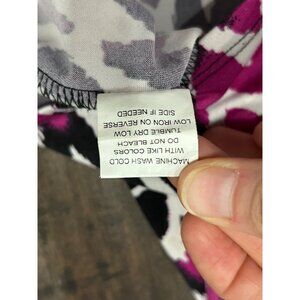 MACHINE WASH COLD
WITH LIKE COLORS
DO NOT BLEACH
TUMBLE DRY LOW
LOW IRON ON REVERSE
SIDE IF NEEDED